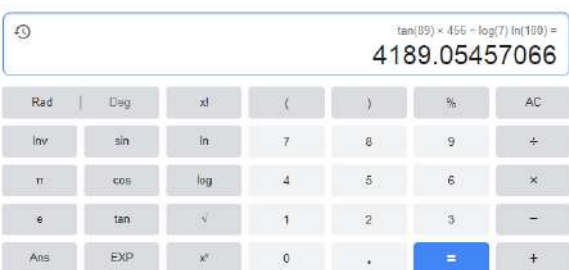 tan(89) × 456 ÷ log(7) ln(100) =
4189.05457066
Rad | Deg x! ( ) % AC
Inv sin ln 7 8 9 ÷
π cos log 4 5 6 ×
e tan √ 1 2 3 −
Ans EXP xʸ 0 . = +